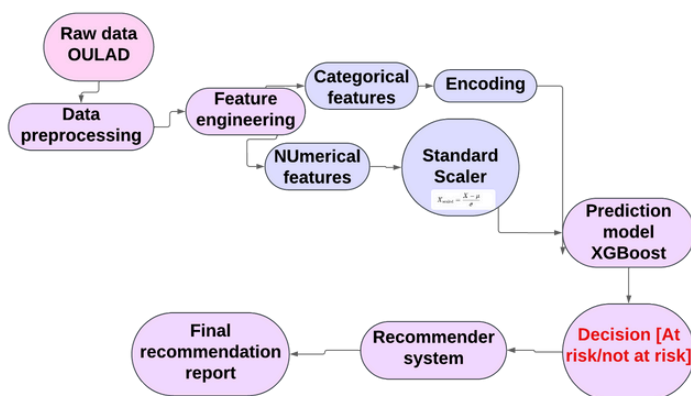 Raw data
OULAD
Data
preprocessing
Feature
engineering
Categorical
features
Encoding
NUmerical
features
Standard
Scaler
Prediction
model
XGBoost
Decision [At
risk/not at risk]
Recommender
system
Final
recommendation
report